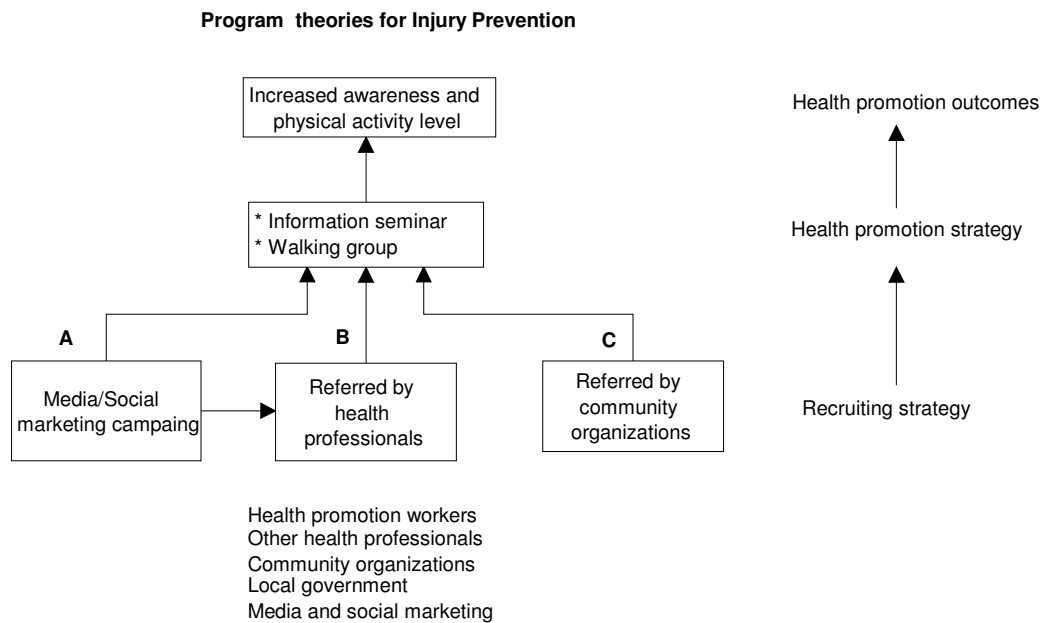 Program theories for Injury Prevention
Increased awareness and
physical activity level
Health promotion outcomes
* Information seminar
* Walking group
Health promotion strategy
A
B
C
Media/Social
marketing campaing
Referred by
health
professionals
Referred by
community
organizations
Recruiting strategy
Health promotion workers
Other health professionals
Community organizations
Local government
Media and social marketing